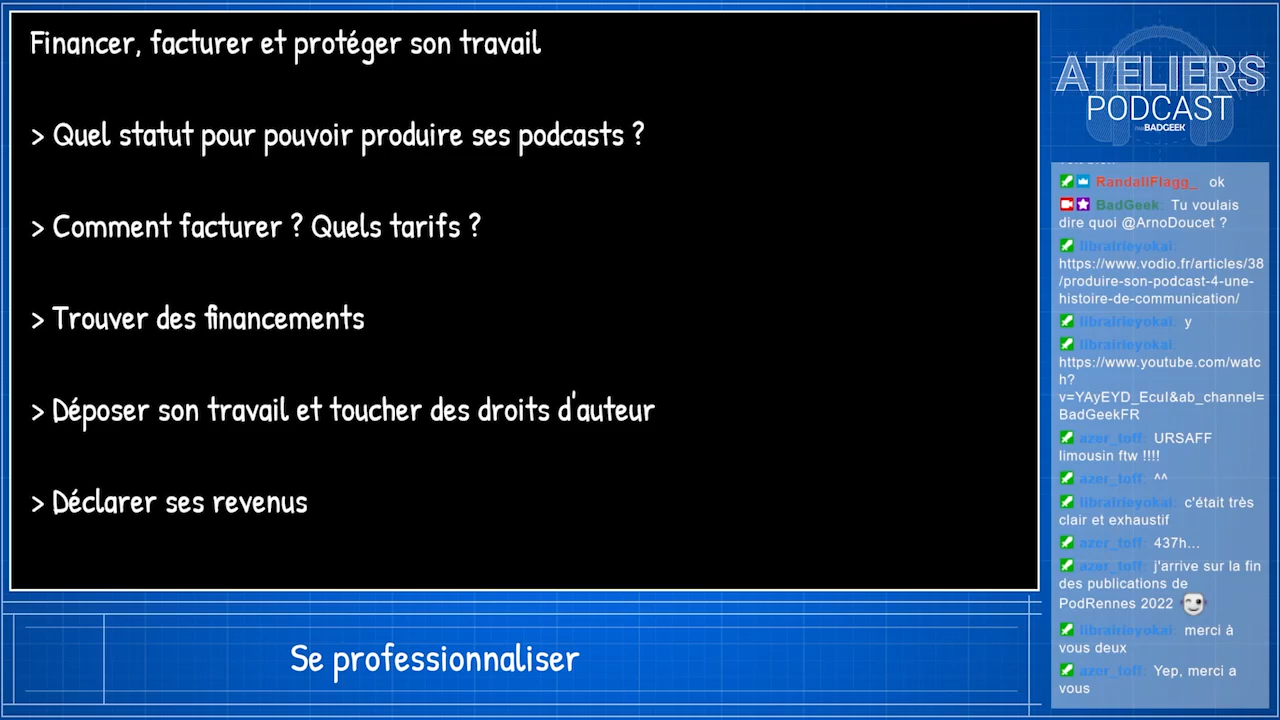 Financer, facturer et protéger son travail
> Quel statut pour pouvoir produire ses podcasts ?
> Comment facturer ? Quels tarifs ?
> Trouver des financements
> Déposer son travail et toucher des droits d'auteur
> Déclarer ses revenus
Se professionnaliser
ATELIERS
PODCAST
BADGEEK
RandallFlagg_ ok
BadGeek: Tu voulais
dire quoi @ArnoDoucet ?
librairieyokai:
https://www.vodio.fr/articles/38
/produire-son-podcast-4-une-
histoire-de-communication/
librairieyokai: y
librairieyokai:
https://www.youtube.com/watc
h?
v=YAyEYD_EcuI&ab_channel=
BadGeekFR
azer_toff: URSAFF
limousin ftw !!!!
azer_toff: ^^
librairieyokai: c'était très
clair et exhaustif
azer_toff: 437h...
azer_toff: j'arrive sur la fin
des publications de
PodRennes 2022
librairieyokai: merci à
vous deux
azer_toff: Yep, merci a
vous